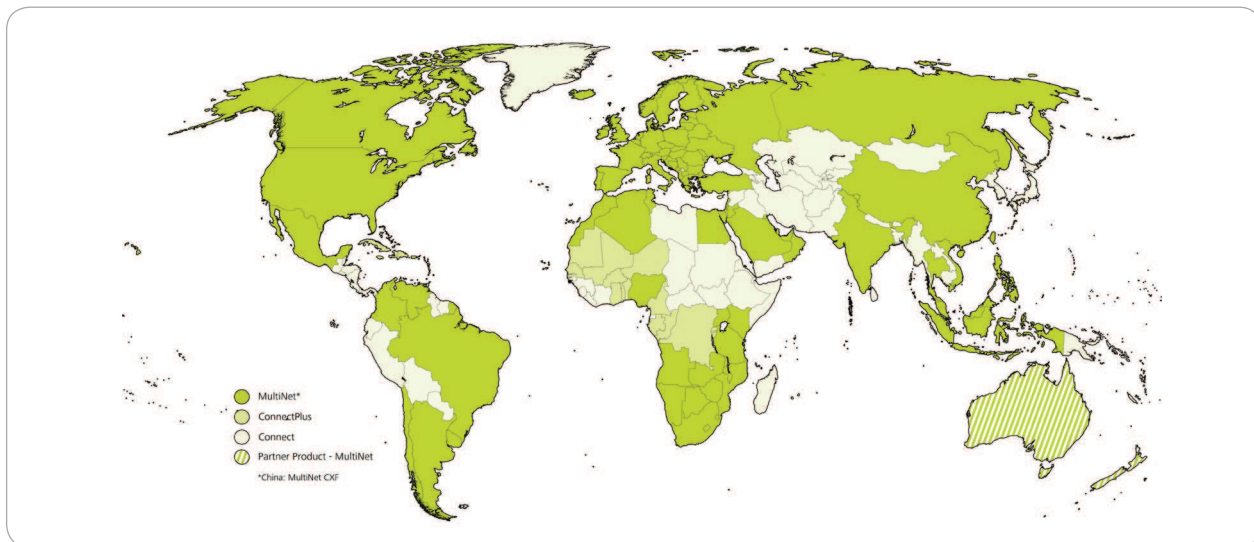 MultiNet*
ConnectPlus
Connect
Partner Product - MultiNet
*China: MultiNet CXF